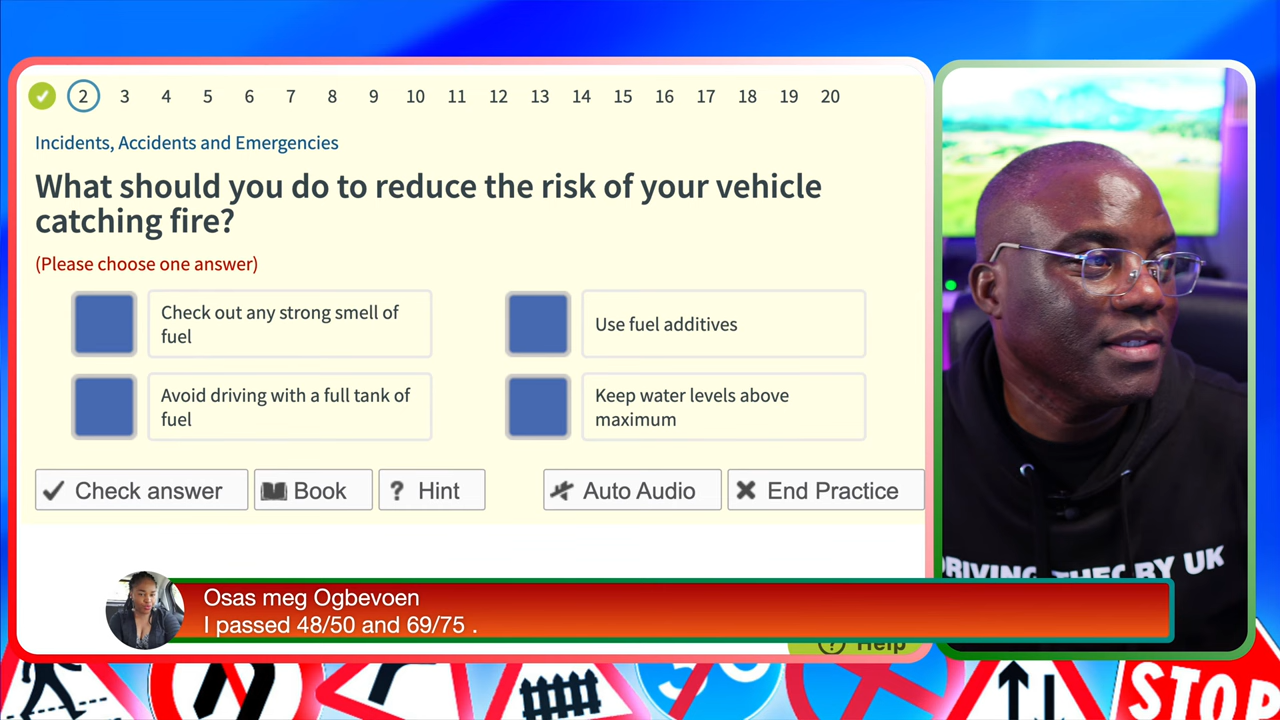 2 3 4 5 6 7 8 9 10 11 12 13 14 15 16 17 18 19 20
Incidents, Accidents and Emergencies
What should you do to reduce the risk of your vehicle
catching fire?
(Please choose one answer)
Check out any strong smell of
fuel
Use fuel additives
Avoid driving with a full tank of
fuel
Keep water levels above
maximum
Check answer
Book
? Hint
Auto Audio
End Practice
DRIVING THEORY UK
Osas meg Ogbevoen
I passed 48/50 and 69/75 .
? Help
STOP